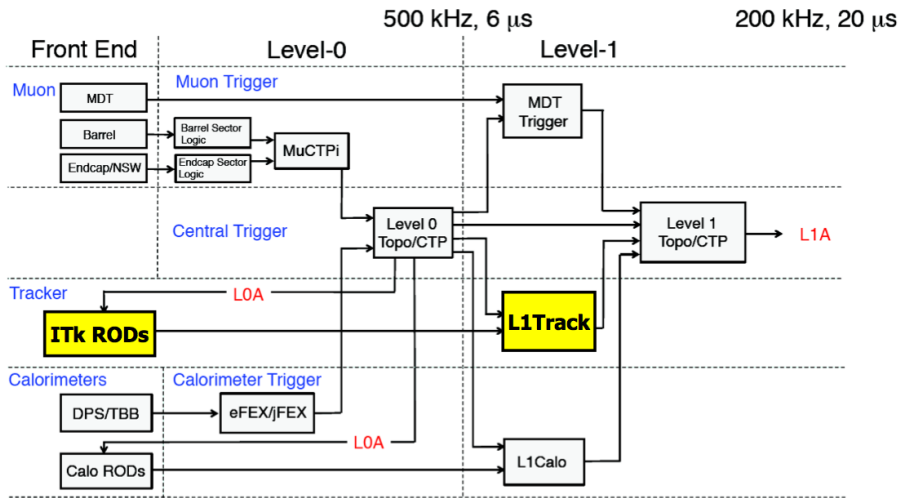 500 kHz, 6 μs
200 kHz, 20 μs
Front End
Level-0
Level-1
Muon
Muon Trigger
MDT
MDT
Trigger
Barrel
Barrel Sector
Logic
MuCTPi
Endcap/NSW
Endcap Sector
Logic
Central Trigger
Level 0
Topo/CTP
Level 1
Topo/CTP
L1A
Tracker
L0A
ITk RODs
L1Track
Calorimeters
Calorimeter Trigger
DPS/TBB
eFEX/jFEX
L0A
Calo RODs
L1Calo